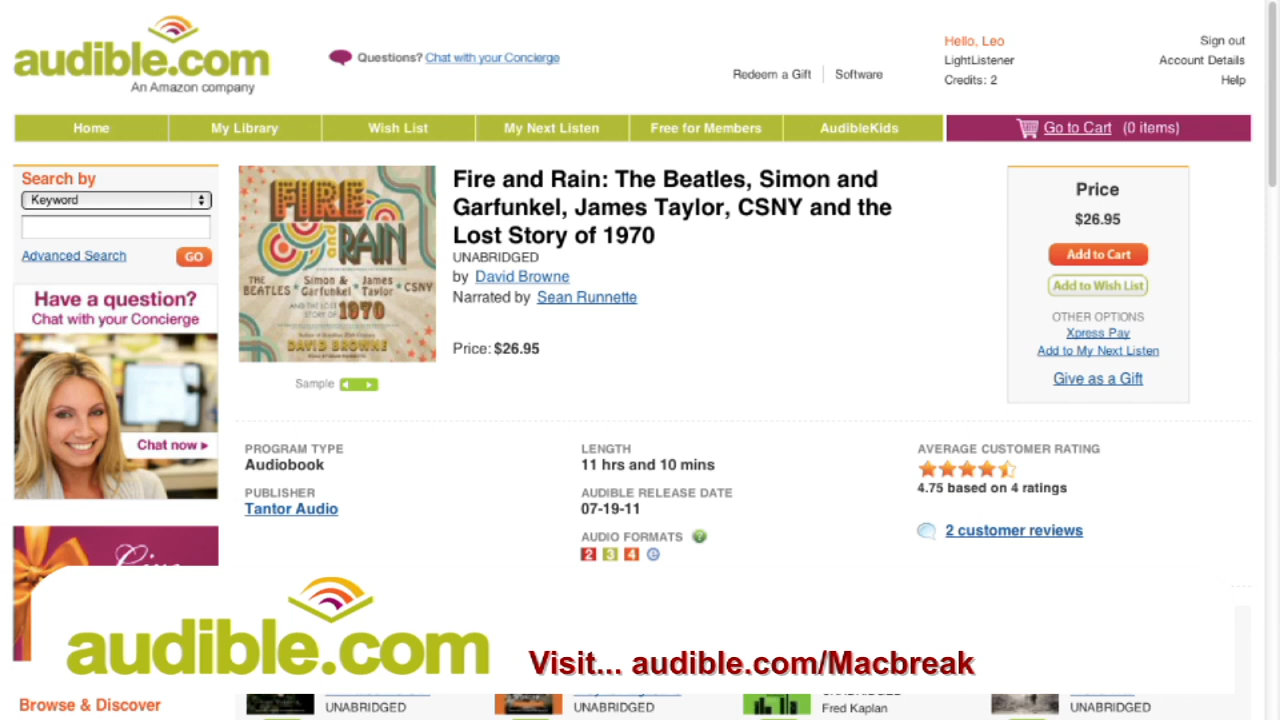 audible.com
An Amazon company
Questions? Chat with your Concierge
Redeem a Gift
Software
Hello, Leo
LightListener
Credits: 2
Sign out
Account Details
Help
Home
My Library
Wish List
My Next Listen
Free for Members
AudibleKids
Go to Cart (0 items)
Search by
Keyword
Advanced Search
GO
Have a question?
Chat with your Concierge
Chat now
FIRE
and
RAIN
THE BEATLES * Simon & Garfunkel * James Taylor * CSNY
AND THE LOST
STORY OF 1970
DAVID BROWNE
Sample
Fire and Rain: The Beatles, Simon and
Garfunkel, James Taylor, CSNY and the
Lost Story of 1970
UNABRIDGED
by David Browne
Narrated by Sean Runnette
Price: $26.95
Price
$26.95
Add to Cart
Add to Wish List
OTHER OPTIONS
Xpress Pay
Add to My Next Listen
Give as a Gift
PROGRAM TYPE
Audiobook
PUBLISHER
Tantor Audio
LENGTH
11 hrs and 10 mins
AUDIBLE RELEASE DATE
07-19-11
AUDIO FORMATS ?
2 3 4 e
AVERAGE CUSTOMER RATING
4.75 based on 4 ratings
2 customer reviews
audible.com
Visit... audible.com/Macbreak
Browse & Discover
UNABRIDGED
UNABRIDGED
Fred Kaplan
UNABRIDGED